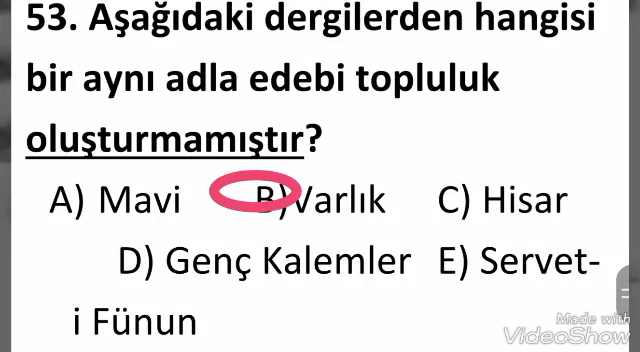 53. Aşağıdaki dergilerden hangisi
bir aynı adla edebi topluluk
oluşturmamıştır?
A) Mavi B)Varlık C) Hisar
D) Genç Kalemler E) Servet-
i Fünun
Made with
VideoShow